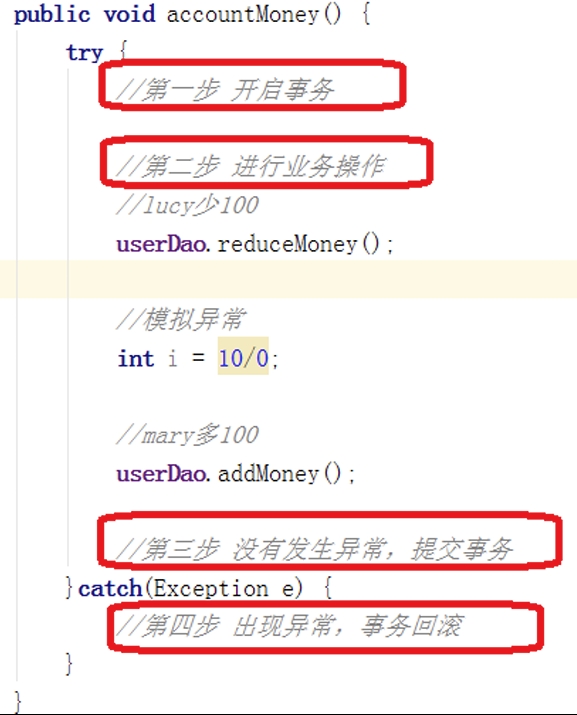 public void accountMoney() {
try {
//第一步 开启事务
//第二步 进行业务操作
//lucy少100
userDao.reduceMoney();
//模拟异常
int i = 10/0;
//mary多100
userDao.addMoney();
//第三步 没有发生异常，提交事务
}catch(Exception e) {
//第四步 出现异常，事务回滚
}
}